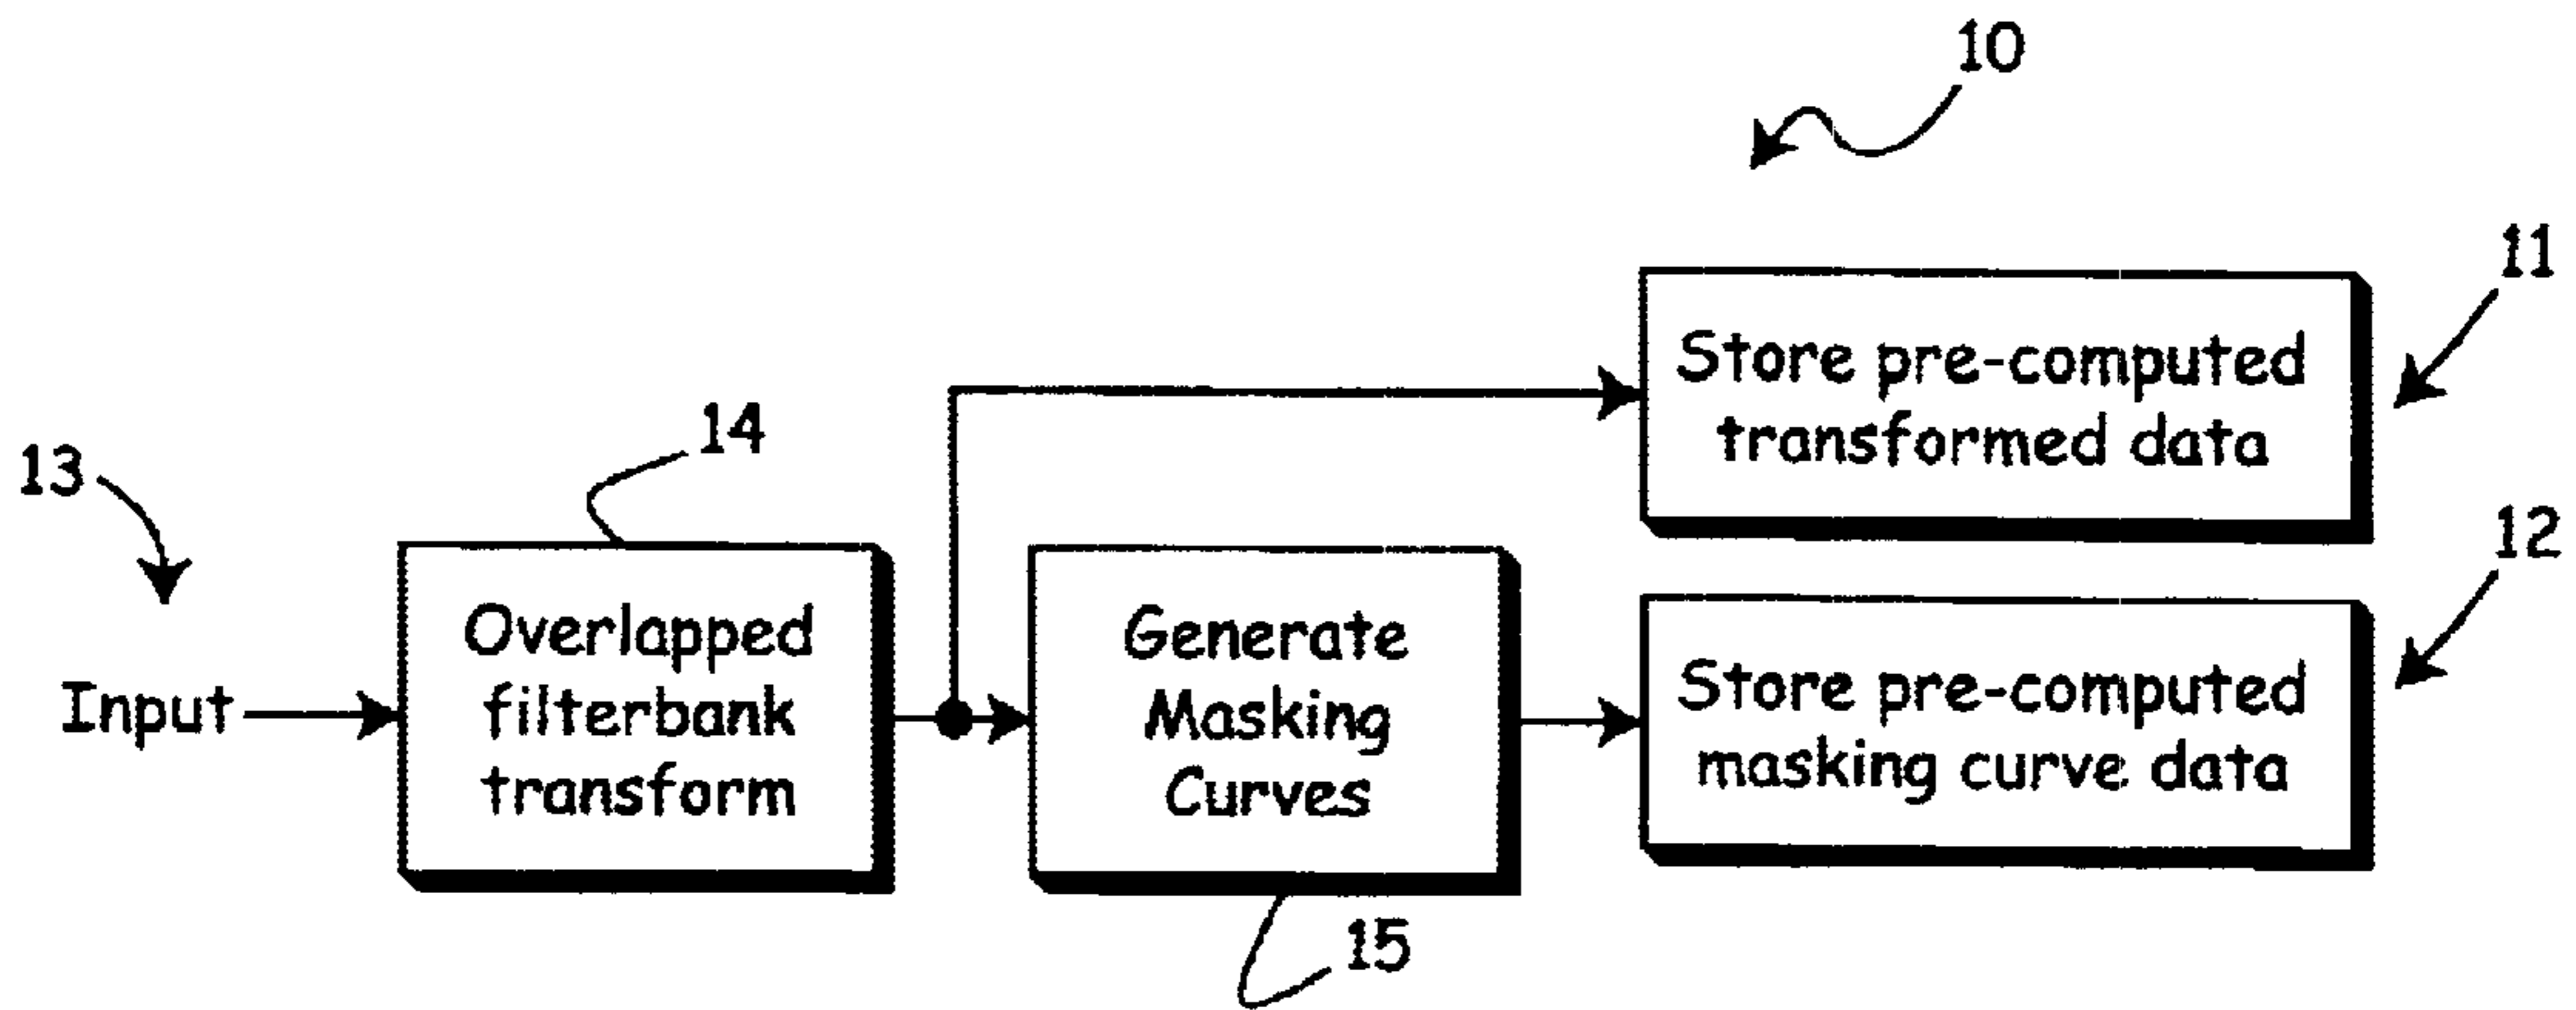 10
11
Store pre-computed
transformed data
14
13
12
Input
Overlapped
filterbank
transform
Generate
Masking
Curves
Store pre-computed
masking curve data
15